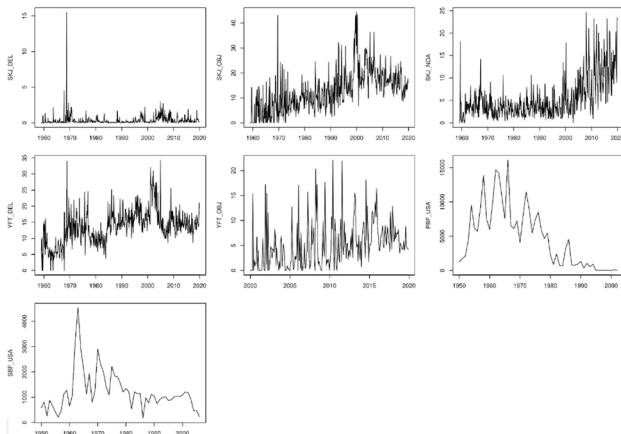 SKJ_DEL
0 5 10 15
1960 1970 1980 1990 2000 2010 2020
SKJ_OBJ
0 10 20 30 40
1960 1970 1980 1990 2000 2010 2020
SKJ_NOA
0 5 10 15 20 25
1960 1970 1980 1990 2000 2010 2020
YFT_DEL
0 5 10 15 20 25 30 35
1960 1970 1980 1990 2000 2010 2020
YFT_OBJ
0 5 10 15 20
2000 2005 2010 2015 2020
PBF_USA
0 5000 10000 15000
1950 1960 1970 1980 1990 2000
SBF_USA
0 1000 2000 3000 4000
1950 1960 1970 1980 1990 2000